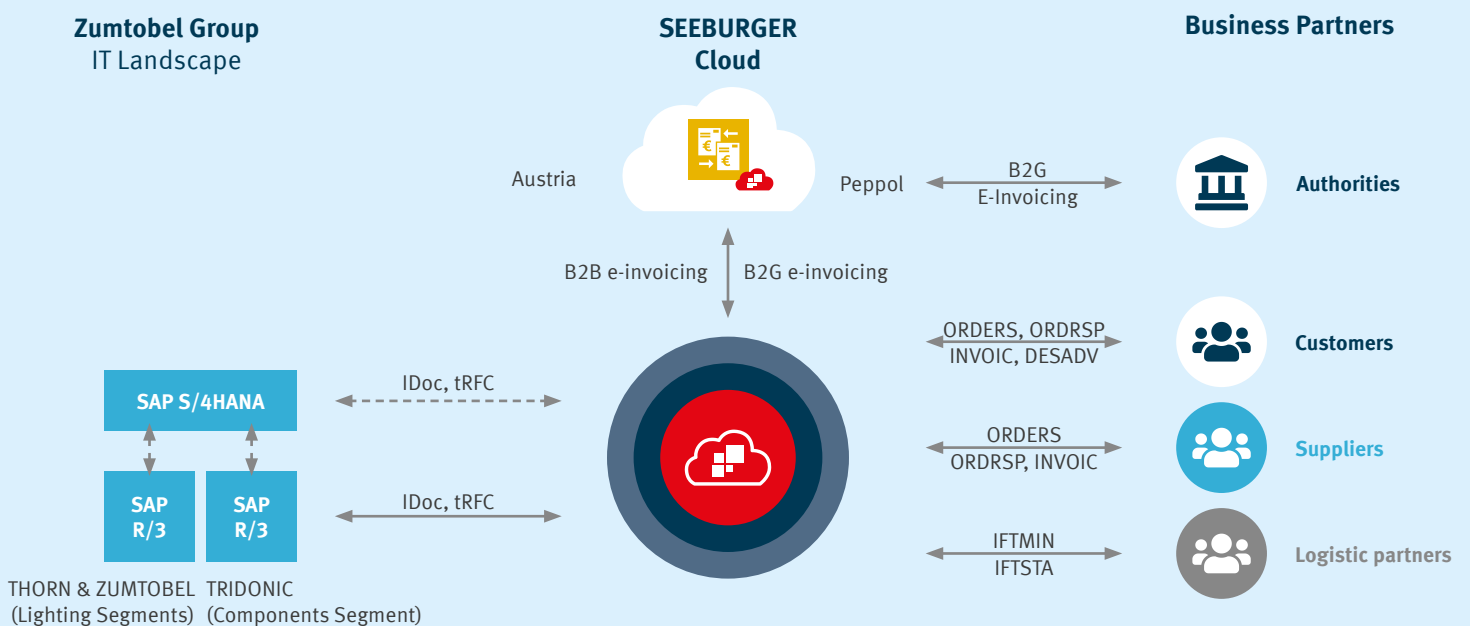 Zumtobel Group
IT Landscape
SEEBURGER
Cloud
Business Partners
€
€
Austria
Peppol
B2G
E-Invoicing
Authorities
B2B e-invoicing
B2G e-invoicing
ORDERS, ORDRSP
INVOIC, DESADV
Customers
SAP S/4HANA
IDoc, tRFC
ORDERS
ORDRSP, INVOIC
Suppliers
SAP
R/3
SAP
R/3
IDoc, tRFC
IFTMIN
IFTSTA
Logistic partners
THORN & ZUMTOBEL
(Lighting Segments)
TRIDONIC
(Components Segment)